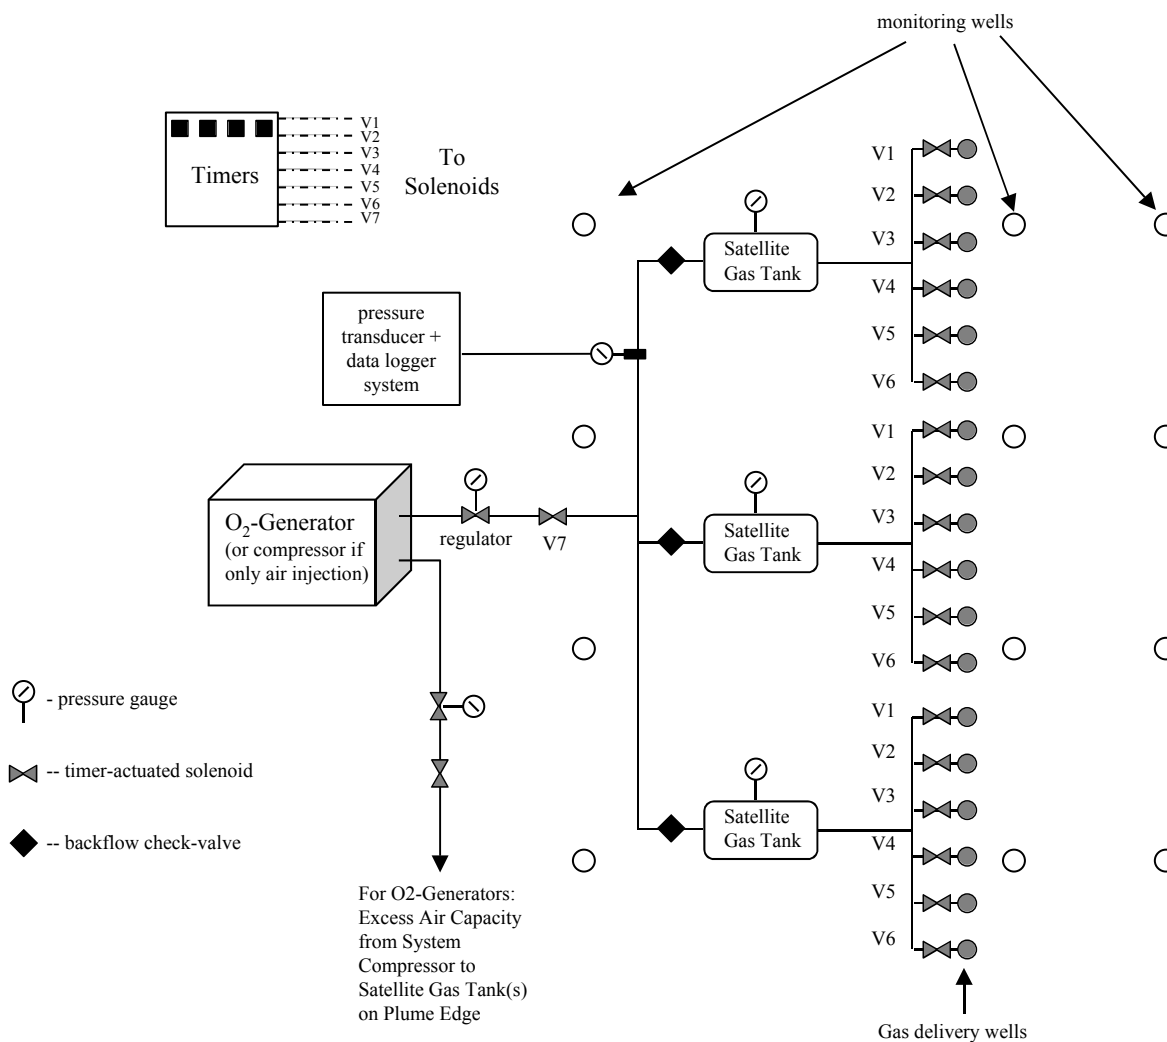 monitoring wells
Timers
V1
V2
V3
V4
V5
V6
V7
To
Solenoids
pressure
transducer +
data logger
system
O2-Generator
(or compressor if
only air injection)
regulator
V7
Satellite
Gas Tank
V1
V2
V3
V4
V5
V6
Satellite
Gas Tank
V1
V2
V3
V4
V5
V6
Satellite
Gas Tank
V1
V2
V3
V4
V5
V6
- pressure gauge
-- timer-actuated solenoid
-- backflow check-valve
For O2-Generators:
Excess Air Capacity
from System
Compressor to
Satellite Gas Tank(s)
on Plume Edge
Gas delivery wells